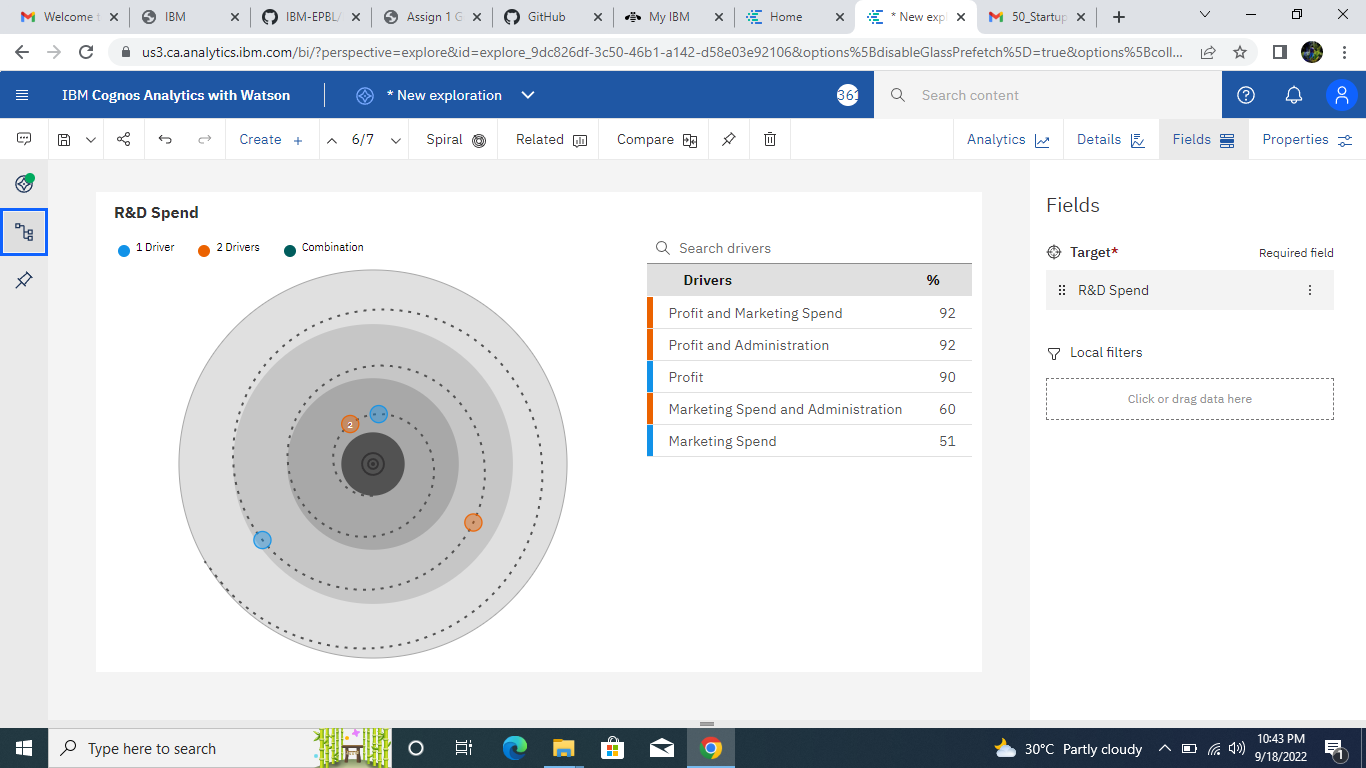 Welcome t
IBM
IBM-EPBL/
Assign 1 G
GitHub
My IBM
Home
* New expl
50_Startup
us3.ca.analytics.ibm.com/bi/?perspective=explore&id=explore_9dc826df-3c50-46b1-a142-d58e03e92106&options%5BdisableGlassPrefetch%5D=true&options%5Bcoll...
IBM Cognos Analytics with Watson
* New exploration
361
Search content
Create +
6/7
Spiral
Related
Compare
Analytics
Details
Fields
Properties
R&D Spend
1 Driver
2 Drivers
Combination
2
Search drivers
Drivers %
Profit and Marketing Spend 92
Profit and Administration 92
Profit 90
Marketing Spend and Administration 60
Marketing Spend 51
Fields
Target* Required field
R&D Spend
Local filters
Click or drag data here
Type here to search
30°C Partly cloudy
10:43 PM
9/18/2022
1